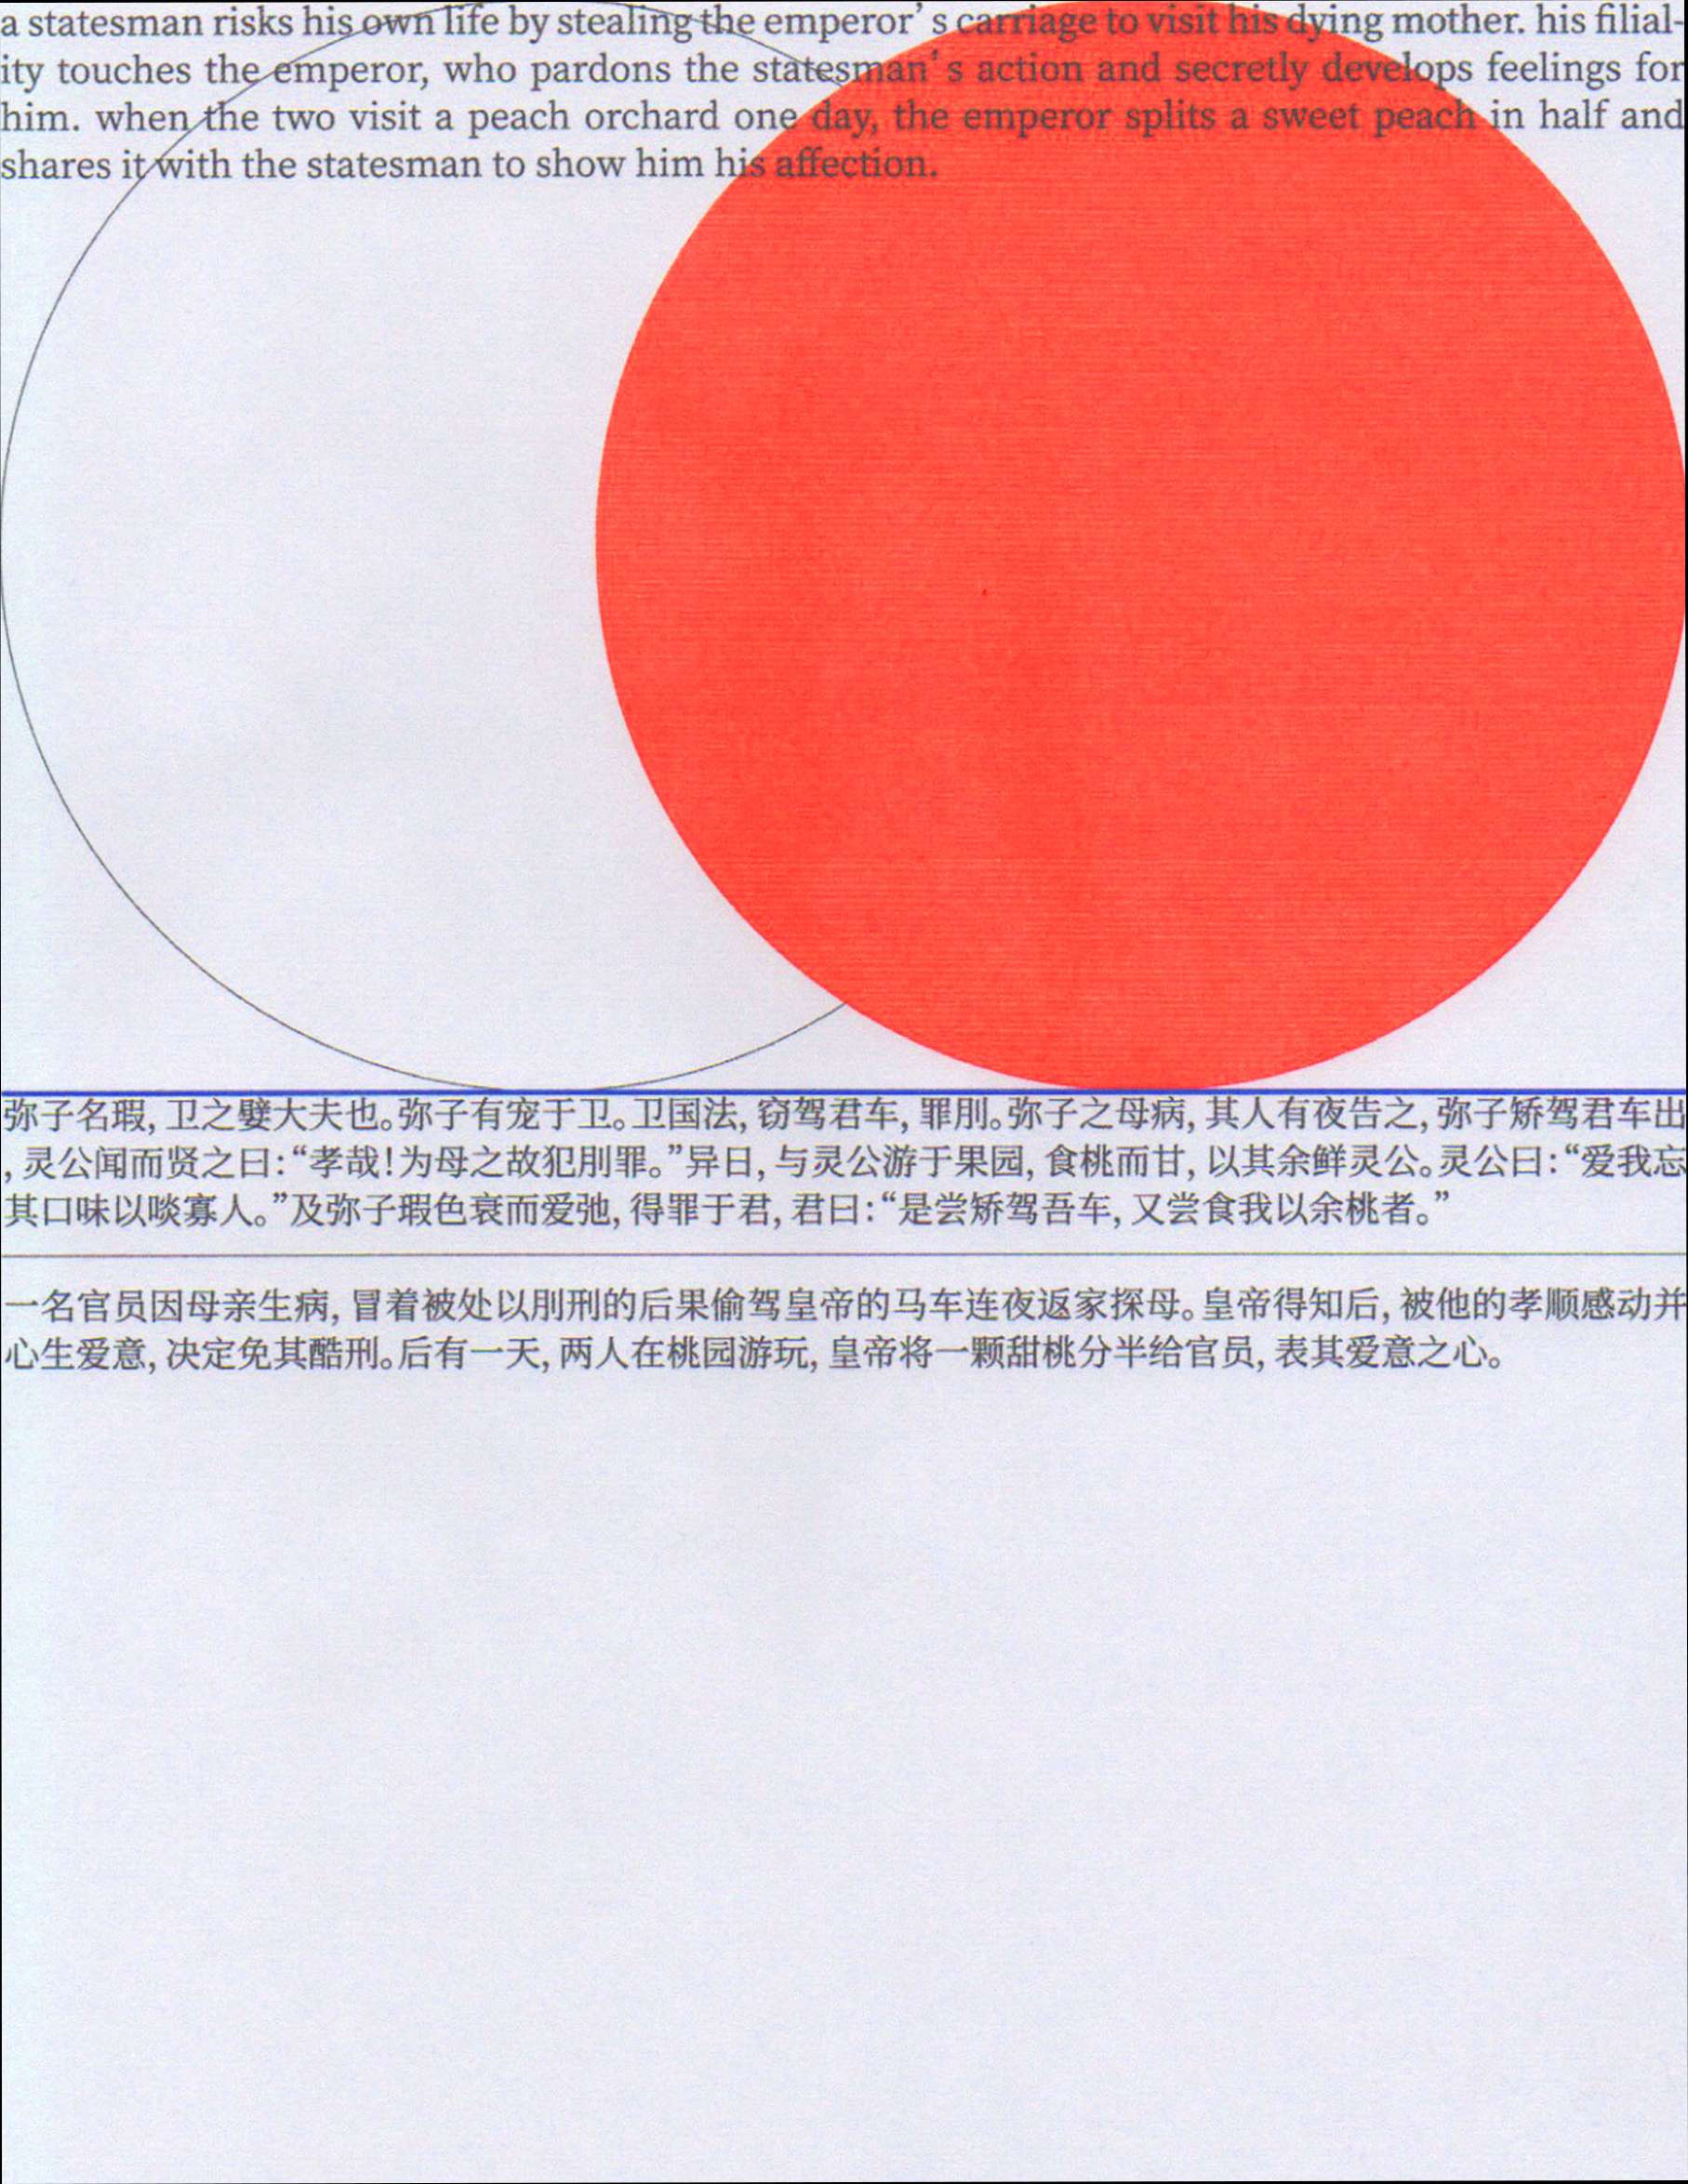 a statesman risks his own life by stealing the emperor’s carriage to visit his dying mother. his filial-
ity touches the emperor, who pardons the statesman’s action and secretly develops feelings for
him. when the two visit a peach orchard one day, the emperor splits a sweet peach in half and
shares it with the statesman to show him his affection.
弥子名瑕，卫之嬖大夫也。弥子有宠于卫。卫国法，窃驾君车，罪刖。弥子之母病，其人有夜告之，弥子矫驾君车出
，灵公闻而贤之曰：“孝哉！为母之故犯刖罪。”异日，与灵公游于果园，食桃而甘，以其余鲜灵公。灵公曰：“爱我忘
其口味以啖寡人。”及弥子瑕色衰而爱弛，得罪于君，君曰：“是尝矫驾吾车，又尝食我以余桃者。”
一名官员因母亲生病，冒着被处以刖刑的后果偷驾皇帝的马车连夜返家探母。皇帝得知后，被他的孝顺感动并
心生爱意，决定免其酷刑。后有一天，两人在桃园游玩，皇帝将一颗甜桃分半给官员，表其爱意之心。